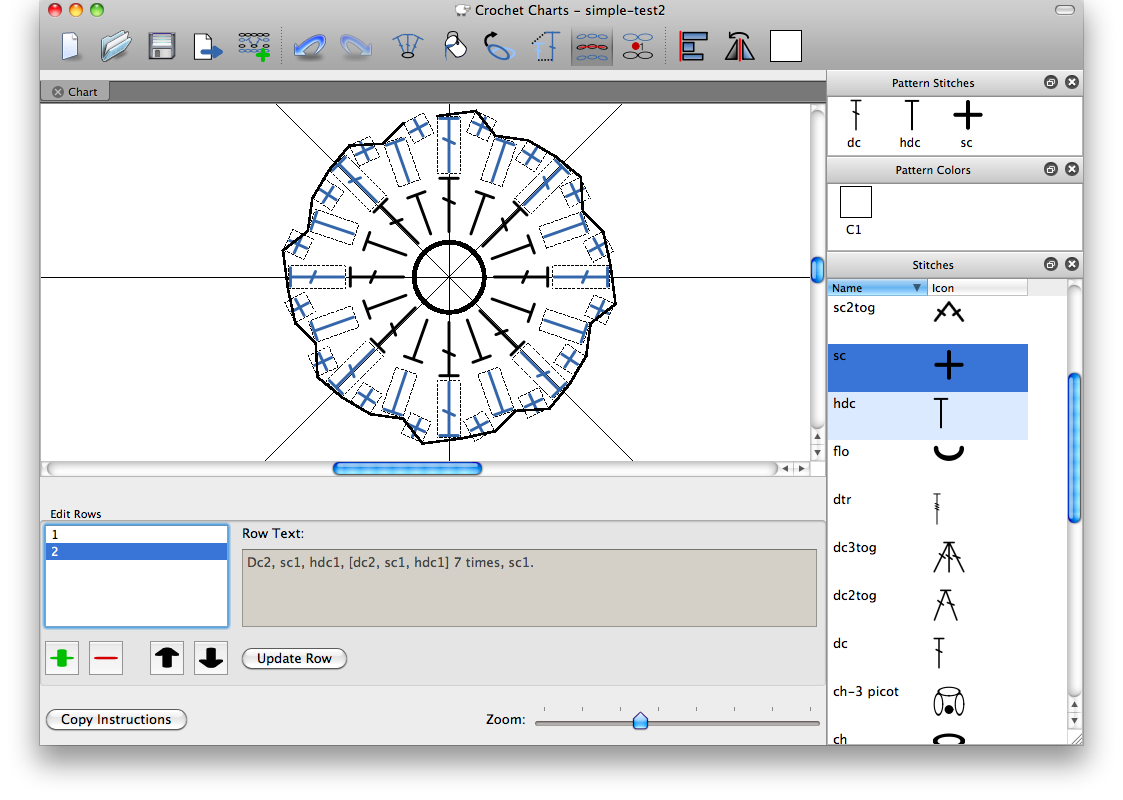 Crochet Charts - simple-test2
Chart
Pattern Stitches
dc hdc sc
Pattern Colors
C1
Stitches
Name Icon
sc2tog
sc
hdc
flo
dtr
dc3tog
dc2tog
dc
ch-3 picot
ch
Edit Rows
1
2
Row Text:
Dc2, sc1, hdc1, [dc2, sc1, hdc1] 7 times, sc1.
Update Row
Copy Instructions
Zoom: